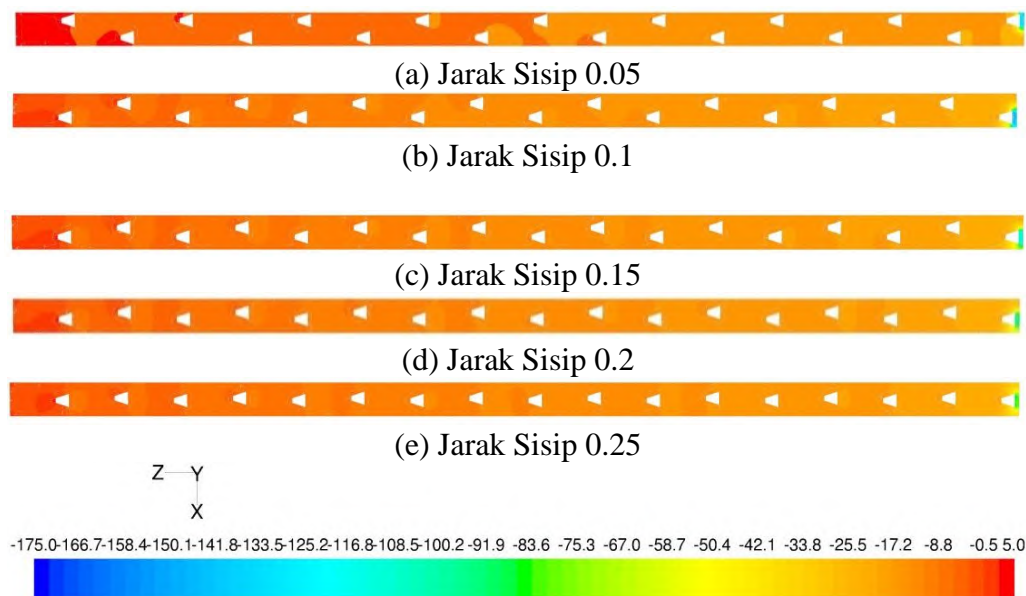 (a) Jarak Sisip 0.05
(b) Jarak Sisip 0.1
(c) Jarak Sisip 0.15
(d) Jarak Sisip 0.2
(e) Jarak Sisip 0.25
Z Y
X
-175.0 -166.7 -158.4 -150.1 -141.8 -133.5 -125.2 -116.8 -108.5 -100.2 -91.9 -83.6 -75.3 -67.0 -58.7 -50.4 -42.1 -33.8 -25.5 -17.2 -8.8 -0.5 5.0